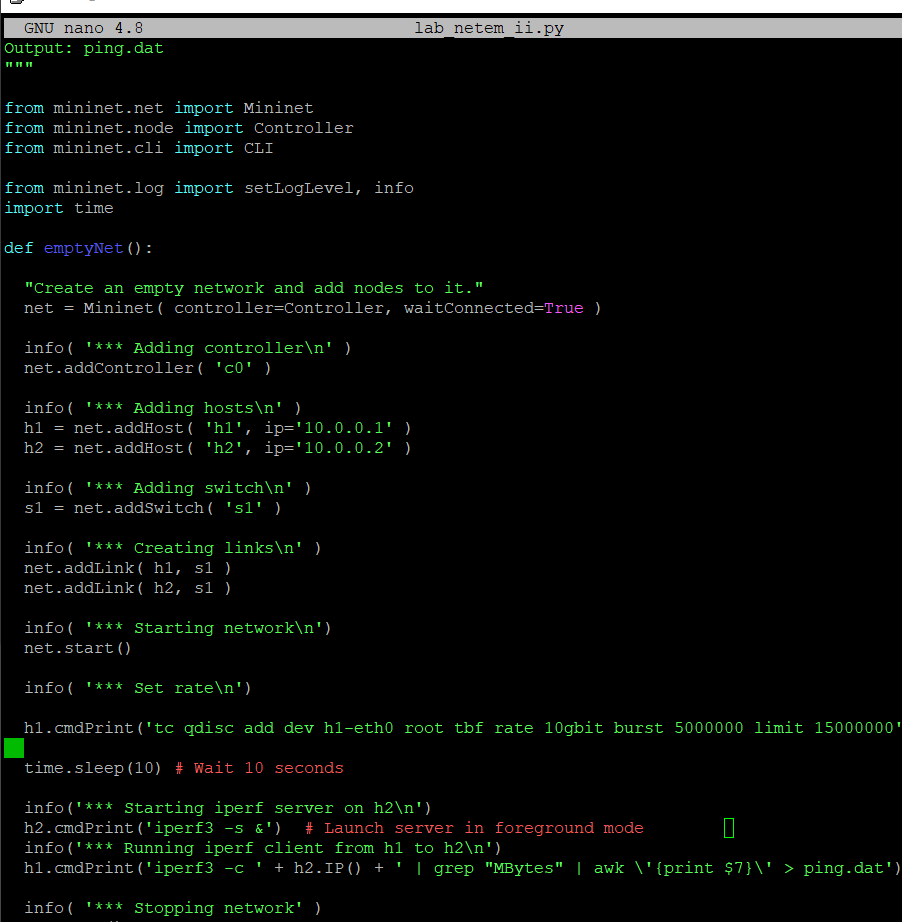 GNU nano 4.8 lab_netem_ii.py
Output: ping.dat
"""
from mininet.net import Mininet
from mininet.node import Controller
from mininet.cli import CLI
from mininet.log import setLogLevel, info
import time
def emptyNet():
"Create an empty network and add nodes to it."
net = Mininet( controller=Controller, waitConnected=True )
info( '*** Adding controller\n' )
net.addController( 'c0' )
info( '*** Adding hosts\n' )
h1 = net.addHost( 'h1', ip='10.0.0.1' )
h2 = net.addHost( 'h2', ip='10.0.0.2' )
info( '*** Adding switch\n' )
s1 = net.addSwitch( 's1' )
info( '*** Creating links\n' )
net.addLink( h1, s1 )
net.addLink( h2, s1 )
info( '*** Starting network\n')
net.start()
info( '*** Set rate\n')
h1.cmdPrint('tc qdisc add dev h1-eth0 root tbf rate 10gbit burst 5000000 limit 15000000'
time.sleep(10) # Wait 10 seconds
info('*** Starting iperf server on h2\n')
h2.cmdPrint('iperf3 -s &') # Launch server in foreground mode
info('*** Running iperf client from h1 to h2\n')
h1.cmdPrint('iperf3 -c ' + h2.IP() + ' | grep "MBytes" | awk \'{print $7}\' > ping.dat')
info( '*** Stopping network' )